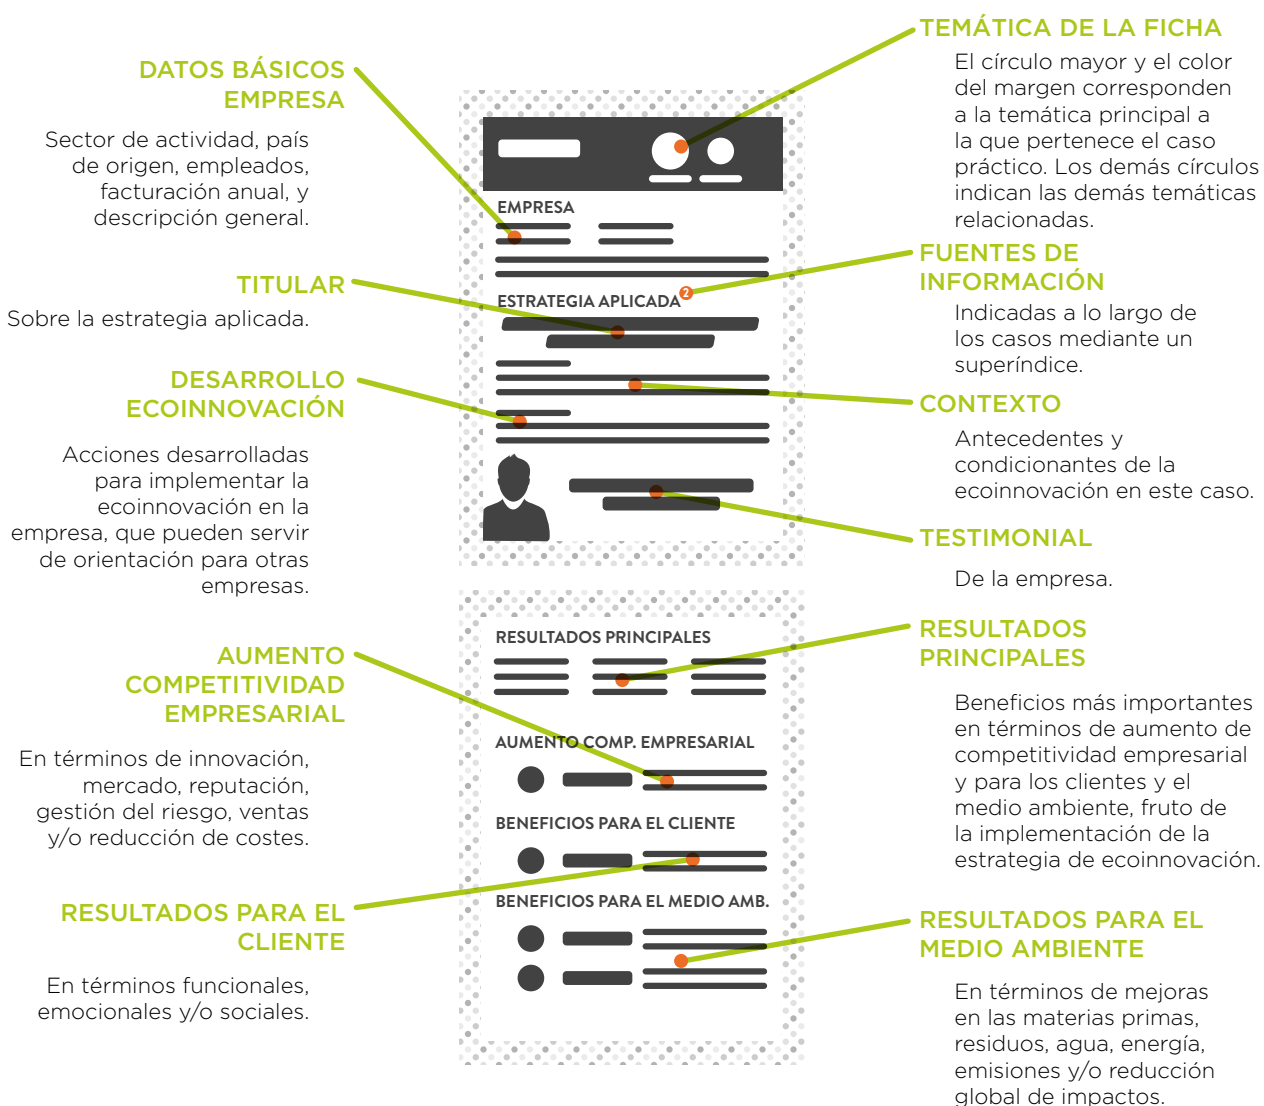 DATOS BÁSICOS
EMPRESA
Sector de actividad, país
de origen, empleados,
facturación anual, y
descripción general.
TITULAR
Sobre la estrategia aplicada.
DESARROLLO
ECOINNOVACIÓN
Acciones desarrolladas
para implementar la
ecoinnovación en la
empresa, que pueden servir
de orientación para otras
empresas.
AUMENTO
COMPETITIVIDAD
EMPRESARIAL
En términos de innovación,
mercado, reputación,
gestión del riesgo, ventas
y/o reducción de costes.
RESULTADOS PARA EL
CLIENTE
En términos funcionales,
emocionales y/o sociales.
EMPRESA
ESTRATEGIA APLICADA 2
RESULTADOS PRINCIPALES
AUMENTO COMP. EMPRESARIAL
BENEFICIOS PARA EL CLIENTE
BENEFICIOS PARA EL MEDIO AMB.
TEMÁTICA DE LA FICHA
El círculo mayor y el color
del margen corresponden
a la temática principal a
la que pertenece el caso
práctico. Los demás círculos
indican las demás temáticas
relacionadas.
FUENTES DE
INFORMACIÓN
Indicadas a lo largo de
los casos mediante un
superíndice.
CONTEXTO
Antecedentes y
condicionantes de la
ecoinnovación en este caso.
TESTIMONIAL
De la empresa.
RESULTADOS
PRINCIPALES
Beneficios más importantes
en términos de aumento de
competitividad empresarial
y para los clientes y el
medio ambiente, fruto de
la implementación de la
estrategia de ecoinnovación.
RESULTADOS PARA EL
MEDIO AMBIENTE
En términos de mejoras
en las materias primas,
residuos, agua, energía,
emisiones y/o reducción
global de impactos.